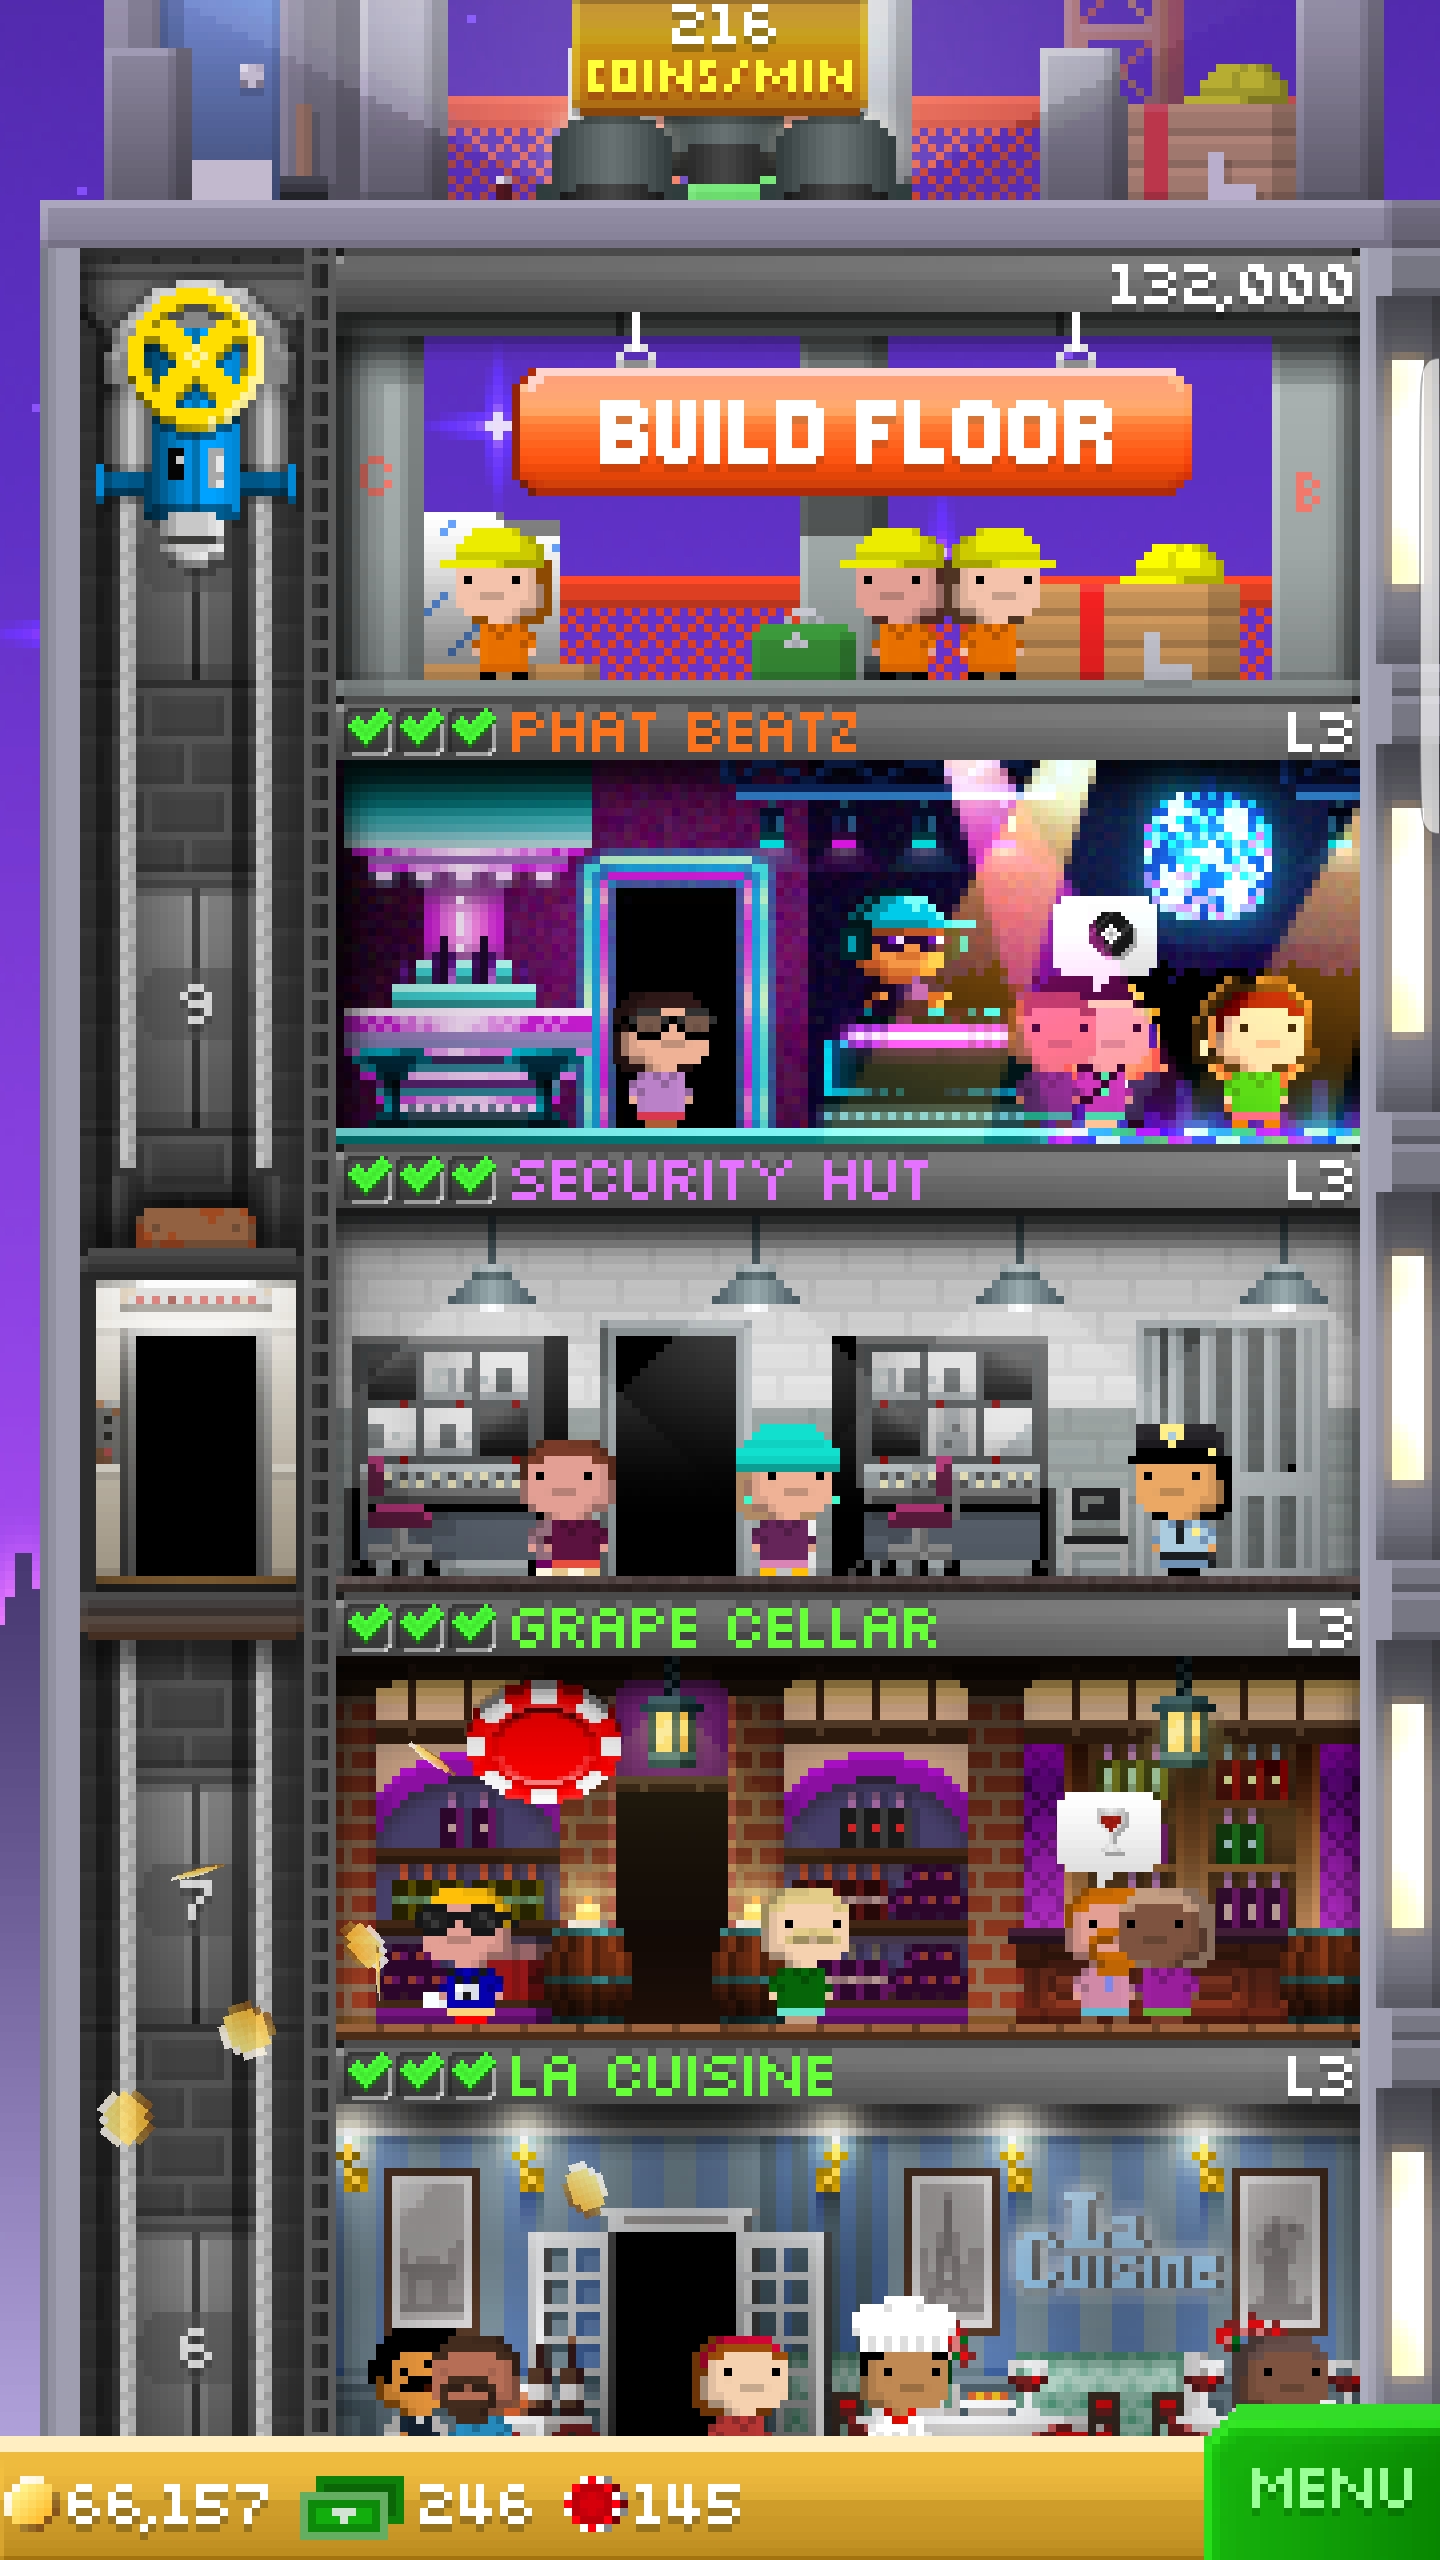 216
COINS/MIN
132,000
BUILD FLOOR
C
B
PHAT BEATZ
L3
9
SECURITY HUT
L3
GRAPE CELLAR
L3
7
LA CUISINE
L3
La
Cuisine
6
66,157
246
145
MENU